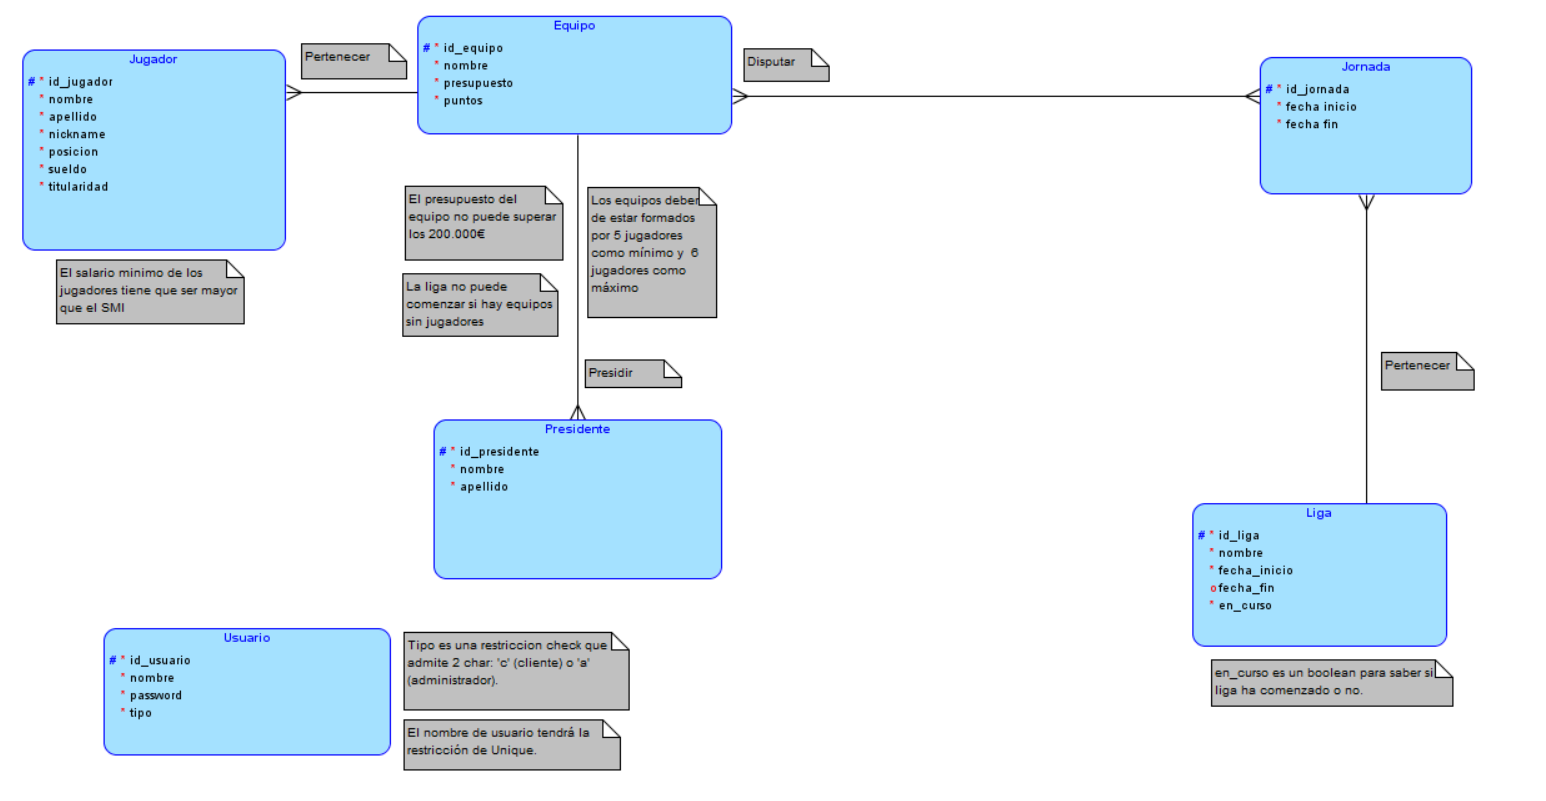 Equipo
# * id_equipo
* nombre
* presupuesto
* puntos
Pertenecer
Jugador
# * id_jugador
* nombre
* apellido
* nickname
* posicion
* sueldo
* titularidad
Disputar
Jornada
# * id_jornada
* fecha inicio
* fecha fin
El presupuesto del
equipo no puede superar
los 200.000€
Los equipos deber
de estar formados
por 5 jugadores
como mínimo y 6
jugadores como
máximo
El salario minimo de los
jugadores tiene que ser mayor
que el SMI
La liga no puede
comenzar si hay equipos
sin jugadores
Presidir
Pertenecer
Presidente
# * id_presidente
* nombre
* apellido
Liga
# * id_liga
* nombre
* fecha_inicio
o fecha_fin
* en_curso
Usuario
# * id_usuario
* nombre
* password
* tipo
Tipo es una restriccion check que
admite 2 char: 'c' (cliente) o 'a'
(administrador).
en_curso es un boolean para saber si
liga ha comenzado o no.
El nombre de usuario tendrá la
restricción de Unique.